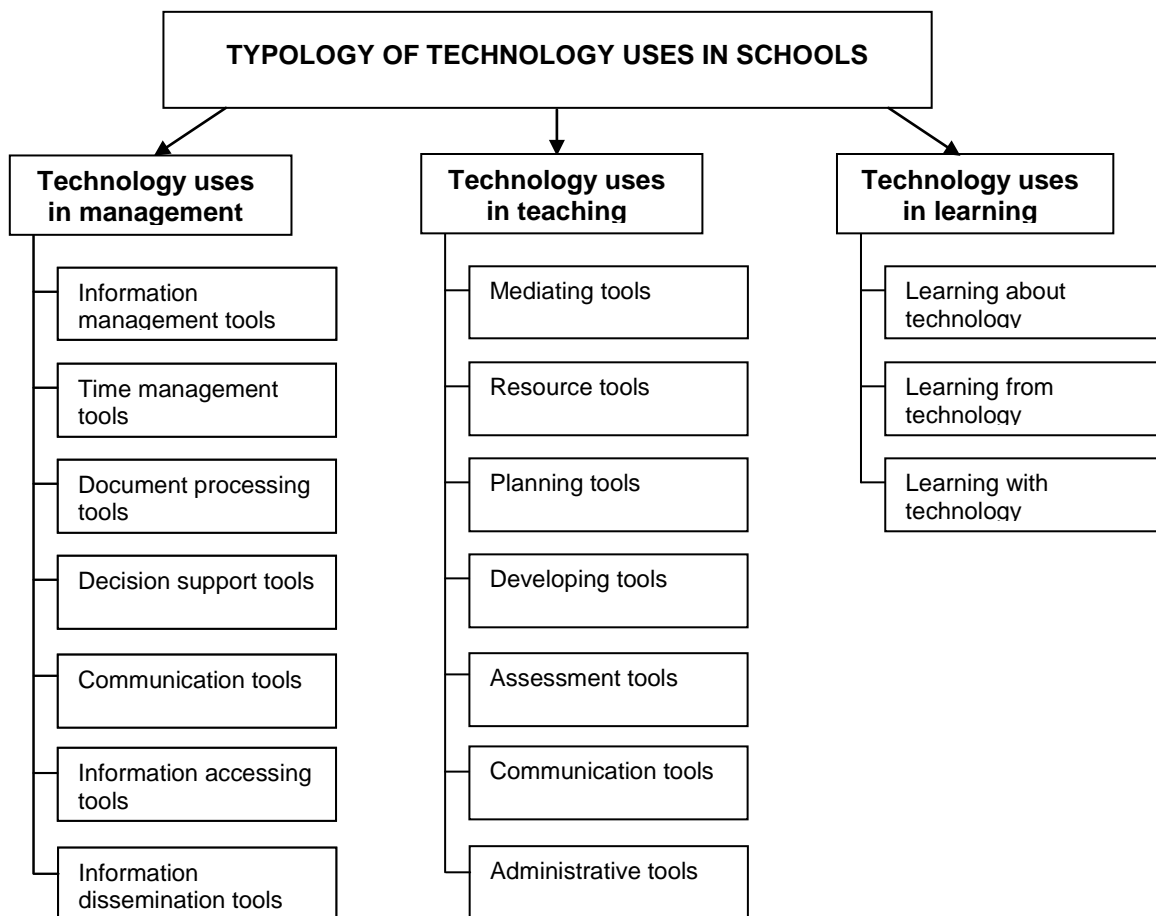 TYPOLOGY OF TECHNOLOGY USES IN SCHOOLS
Technology uses
in management
Information
management tools
Time management
tools
Document processing
tools
Decision support tools
Communication tools
Information accessing
tools
Information
dissemination tools
Technology uses
in teaching
Mediating tools
Resource tools
Planning tools
Developing tools
Assessment tools
Communication tools
Administrative tools
Technology uses
in learning
Learning about
technology
Learning from
technology
Learning with
technology